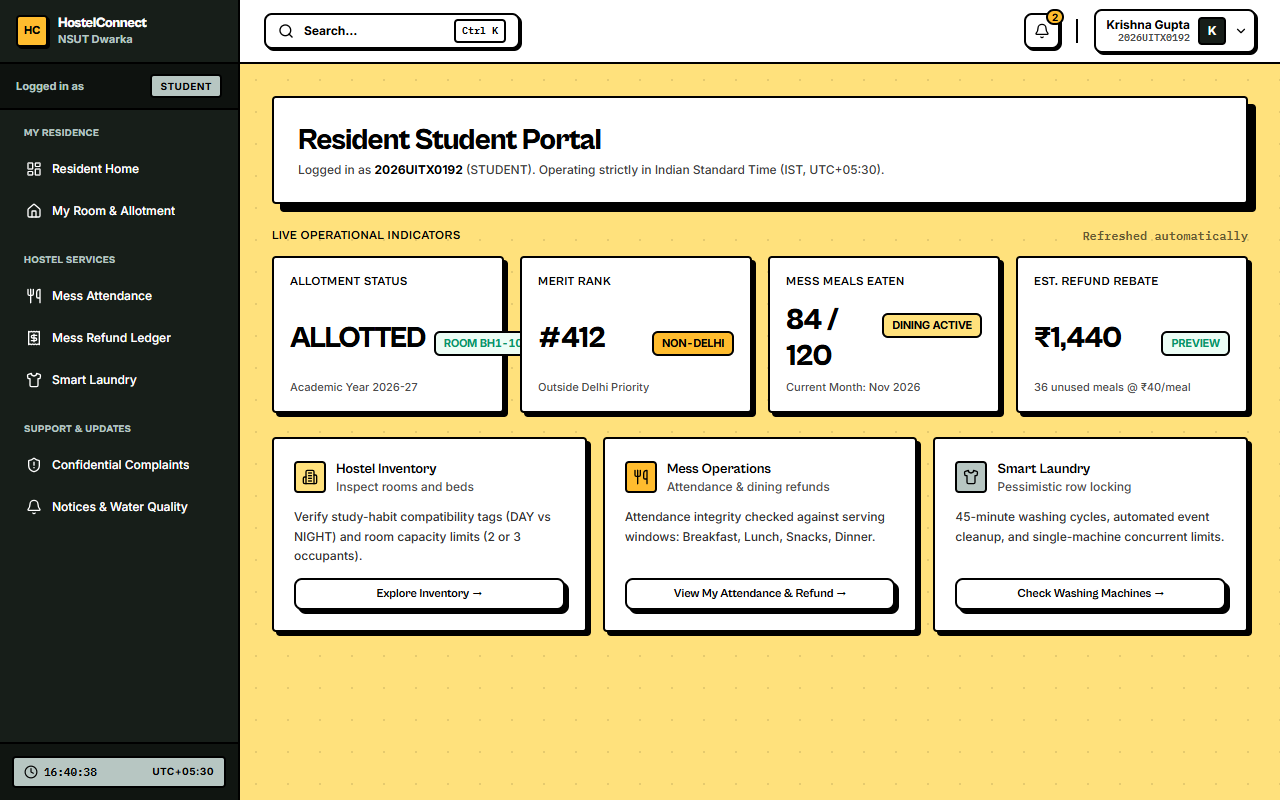 HC
HostelConnect
NSUT Dwarka
Search...
Ctrl K
2
Krishna Gupta
2026UITX0192
K
Logged in as
STUDENT
MY RESIDENCE
Resident Home
My Room & Allotment
HOSTEL SERVICES
Mess Attendance
Mess Refund Ledger
Smart Laundry
SUPPORT & UPDATES
Confidential Complaints
Notices & Water Quality
16:40:38
UTC+05:30
Resident Student Portal
Logged in as 2026UITX0192 (STUDENT). Operating strictly in Indian Standard Time (IST, UTC+05:30).
LIVE OPERATIONAL INDICATORS
Refreshed automatically
ALLOTMENT STATUS
ALLOTTED
ROOM BH1-10
Academic Year 2026-27
MERIT RANK
#412
NON-DELHI
Outside Delhi Priority
MESS MEALS EATEN
84 /
120
DINING ACTIVE
Current Month: Nov 2026
EST. REFUND REBATE
₹1,440
PREVIEW
36 unused meals @ ₹40/meal
Hostel Inventory
Inspect rooms and beds
Verify study-habit compatibility tags (DAY vs
NIGHT) and room capacity limits (2 or 3
occupants).
Explore Inventory →
Mess Operations
Attendance & dining refunds
Attendance integrity checked against serving
windows: Breakfast, Lunch, Snacks, Dinner.
View My Attendance & Refund →
Smart Laundry
Pessimistic row locking
45-minute washing cycles, automated event
cleanup, and single-machine concurrent limits.
Check Washing Machines →